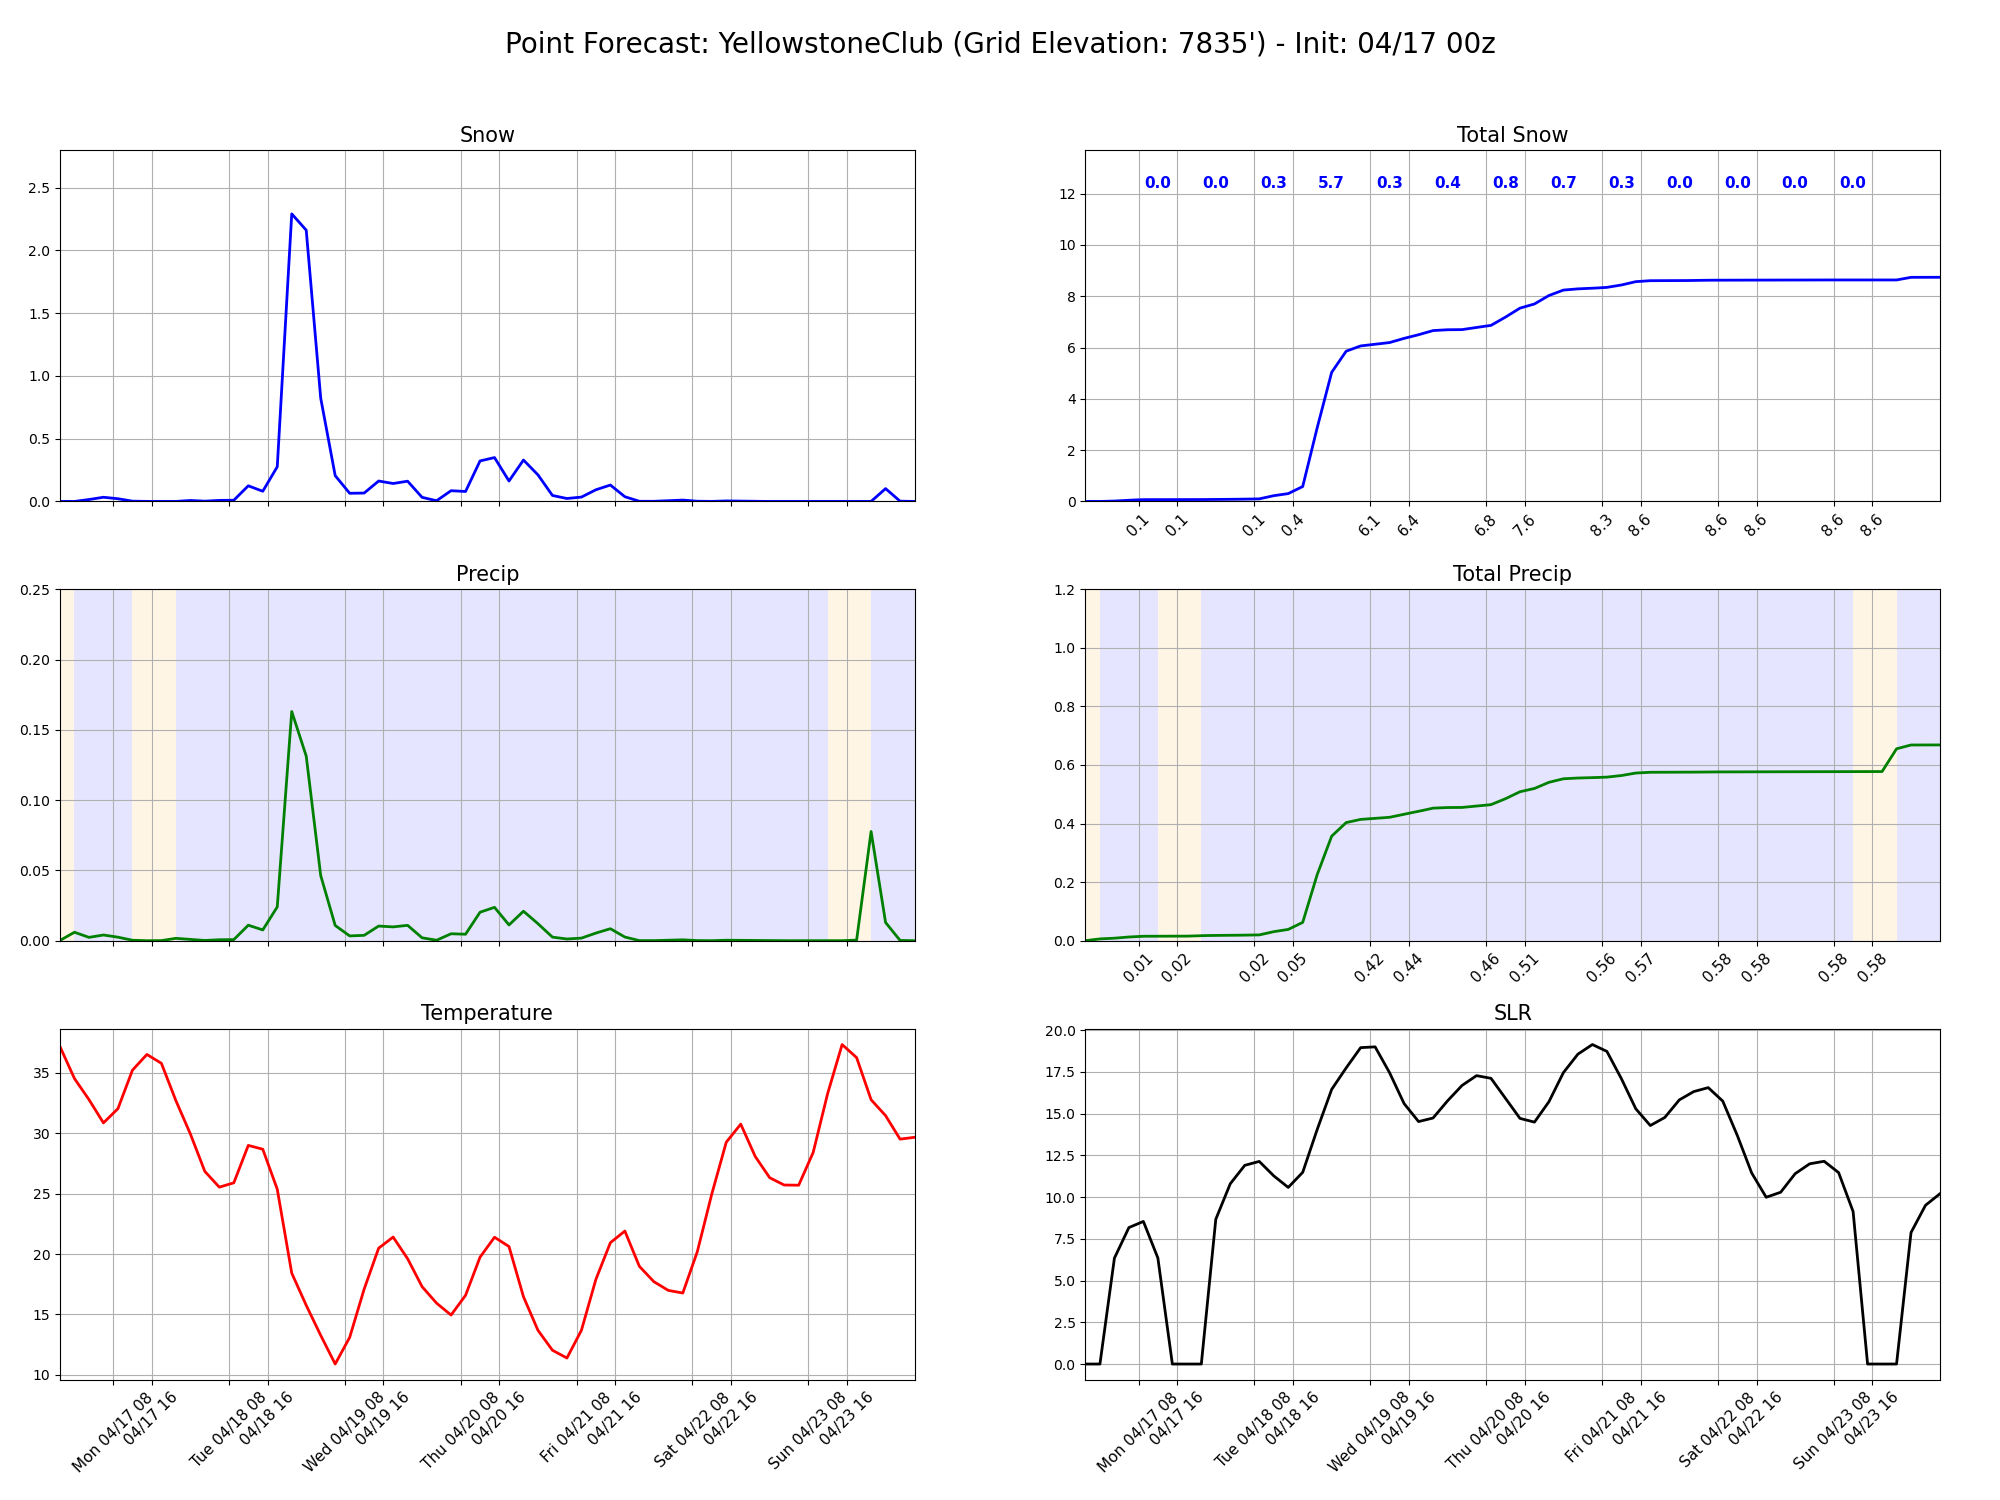 Point Forecast: YellowstoneClub (Grid Elevation: 7835') - Init: 04/17 00z
Snow
2.5
2.0
1.5
1.0
0.5
0.0
Total Snow
0.0 0.0 0.3 5.7 0.3 0.4 0.8 0.7 0.3 0.0 0.0 0.0 0.0
12
10
8
6
4
2
0
0.1 0.1 0.1 0.4 6.1 6.4 6.8 7.6 8.3 8.6 8.6 8.6 8.6 8.6
Precip
0.25
0.20
0.15
0.10
0.05
0.00
Total Precip
1.2
1.0
0.8
0.6
0.4
0.2
0.0
0.01 0.02 0.02 0.05 0.42 0.44 0.46 0.51 0.56 0.57 0.58 0.58 0.58 0.58
Temperature
35
30
25
20
15
10
Mon 04/17 08
04/17 16
Tue 04/18 08
04/18 16
Wed 04/19 08
04/19 16
Thu 04/20 08
04/20 16
Fri 04/21 08
04/21 16
Sat 04/22 08
04/22 16
Sun 04/23 08
04/23 16
SLR
20.0
17.5
15.0
12.5
10.0
7.5
5.0
2.5
0.0
Mon 04/17 08
04/17 16
Tue 04/18 08
04/18 16
Wed 04/19 08
04/19 16
Thu 04/20 08
04/20 16
Fri 04/21 08
04/21 16
Sat 04/22 08
04/22 16
Sun 04/23 08
04/23 16